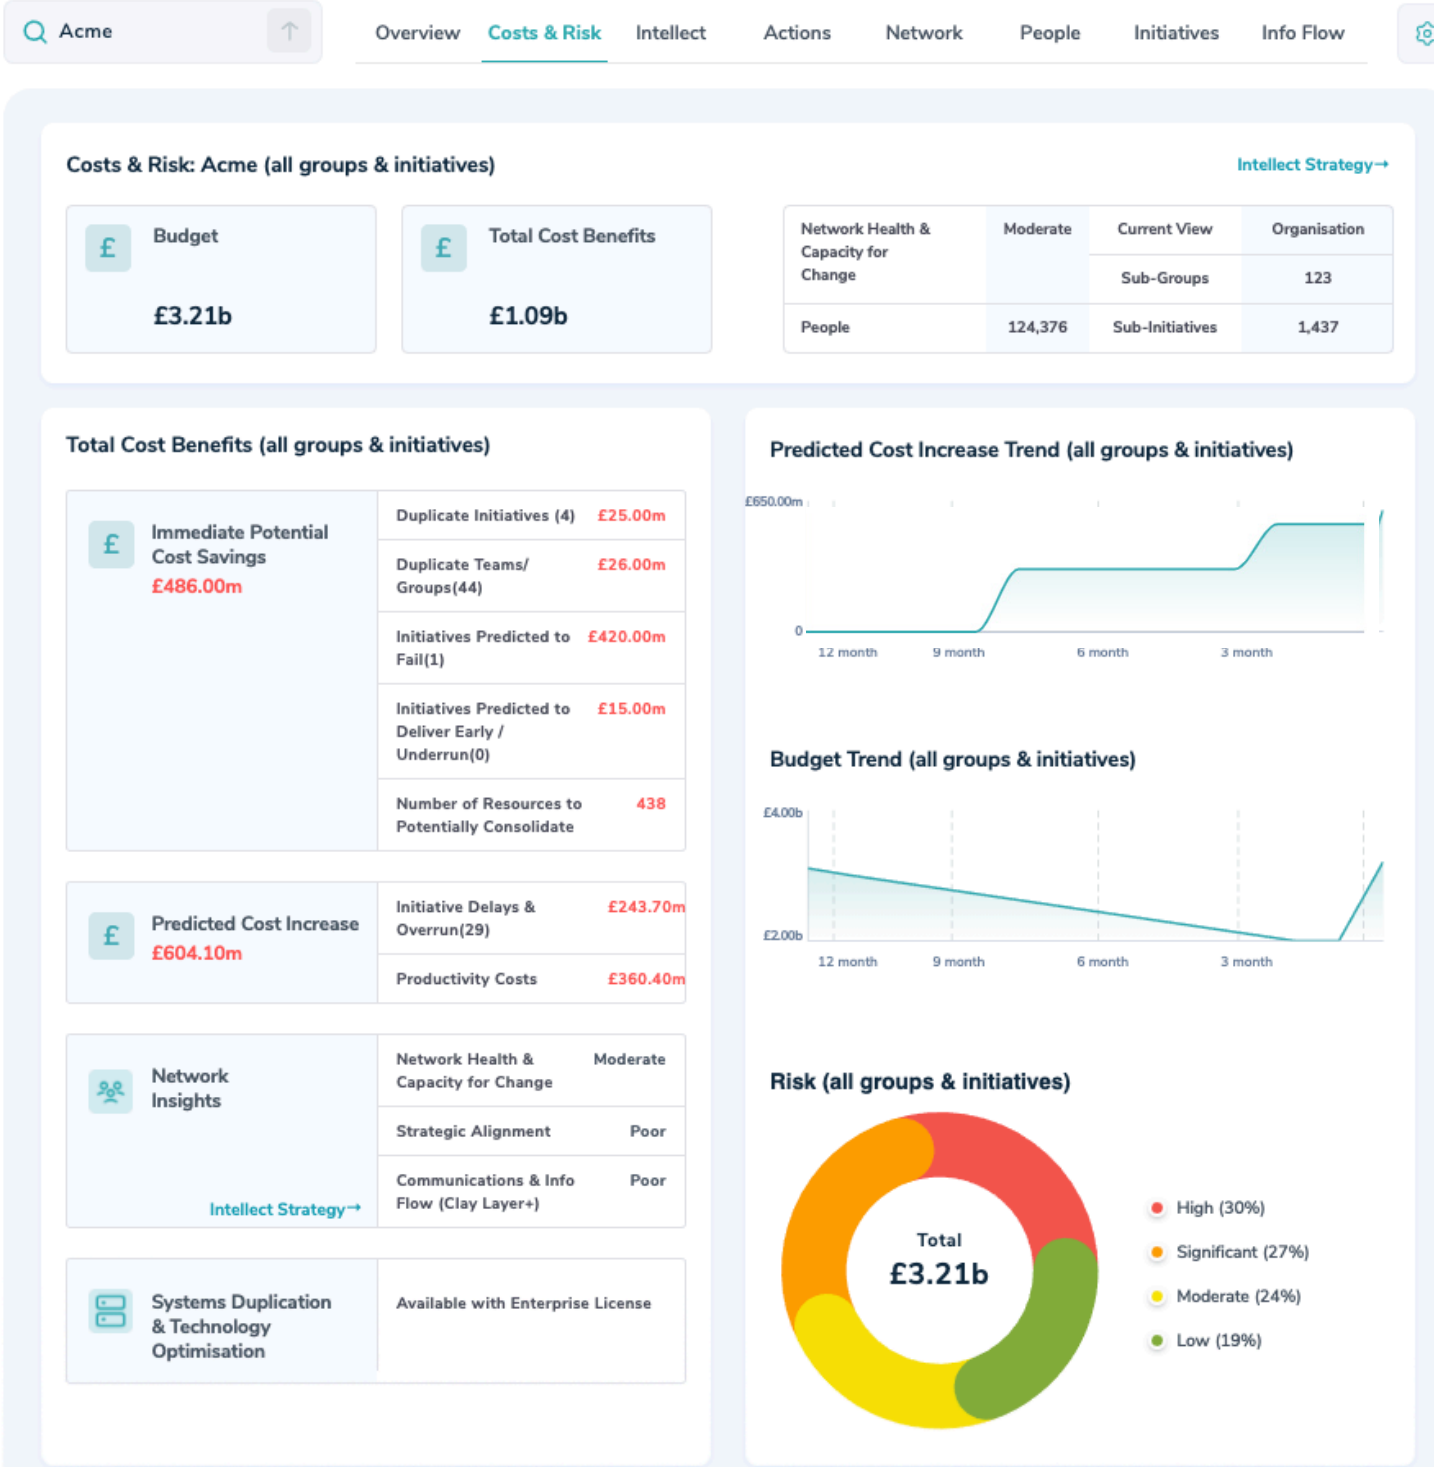 Acme
Overview
Costs & Risk
Intellect
Actions
Network
People
Initiatives
Info Flow
Costs & Risk: Acme (all groups & initiatives)
Intellect Strategy→
£
Budget
£3.21b
£
Total Cost Benefits
£1.09b
Network Health &
Capacity for
Change
Moderate
Current View
Organisation
Sub-Groups
123
People
124,376
Sub-Initiatives
1,437
Total Cost Benefits (all groups & initiatives)
£
Immediate Potential
Cost Savings
£486.00m
Duplicate Initiatives (4)
£25.00m
Duplicate Teams/
Groups(44)
£26.00m
Initiatives Predicted to
Fail(1)
£420.00m
Initiatives Predicted to
Deliver Early /
Underrun(0)
£15.00m
Number of Resources to
Potentially Consolidate
438
£
Predicted Cost Increase
£604.10m
Initiative Delays &
Overrun(29)
£243.70m
Productivity Costs
£360.40m
Network
Insights
Intellect Strategy→
Network Health &
Capacity for Change
Moderate
Strategic Alignment
Poor
Communications & Info
Flow (Clay Layer+)
Poor
Systems Duplication
& Technology
Optimisation
Available with Enterprise License
Predicted Cost Increase Trend (all groups & initiatives)
£650.00m
0
12 month
9 month
6 month
3 month
Budget Trend (all groups & initiatives)
£4.00b
£2.00b
12 month
9 month
6 month
3 month
Risk (all groups & initiatives)
Total
£3.21b
High (30%)
Significant (27%)
Moderate (24%)
Low (19%)